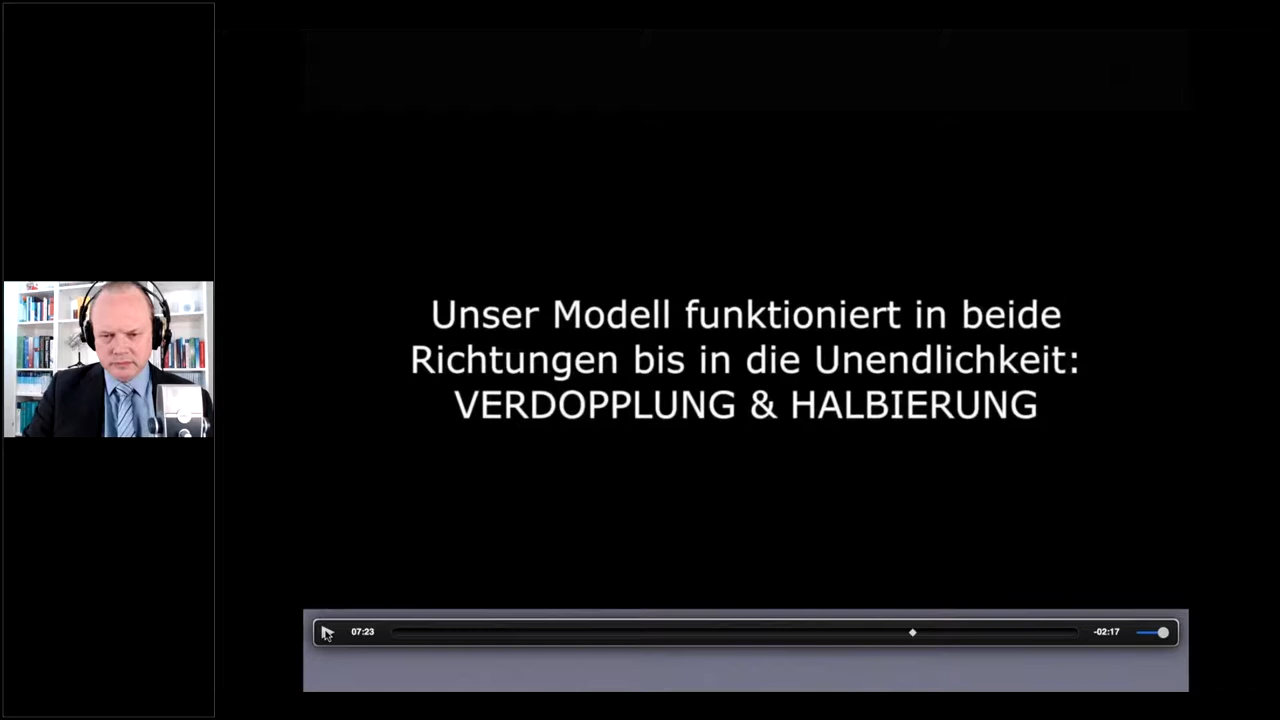 Unser Modell funktioniert in beide
Richtungen bis in die Unendlichkeit:
VERDOPPLUNG & HALBIERUNG
07:23
-02:17